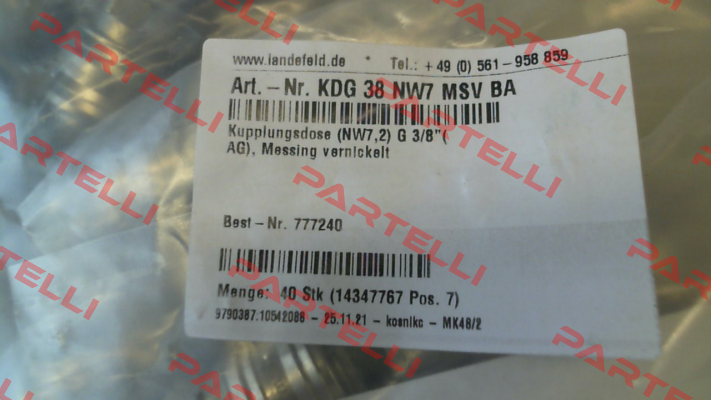 www.landefeld.de * Tel.: +49 (0) 561-958 859
Art.-Nr. KDG 38 NW7 MSV BA
Kupplungsdose (NW7,2) G 3/8"(
AG), Messing vernickelt
Best-Nr. 777240
Menge: 40 Stk (14347767 Pos. 7)
9790387.10542088 - 25.11.21 - kosnikc - MK48/2
PARTELLI
PARTELLI
PARTELLI
PARTELLI
PARTELLI
PARTELLI
PARTELLI